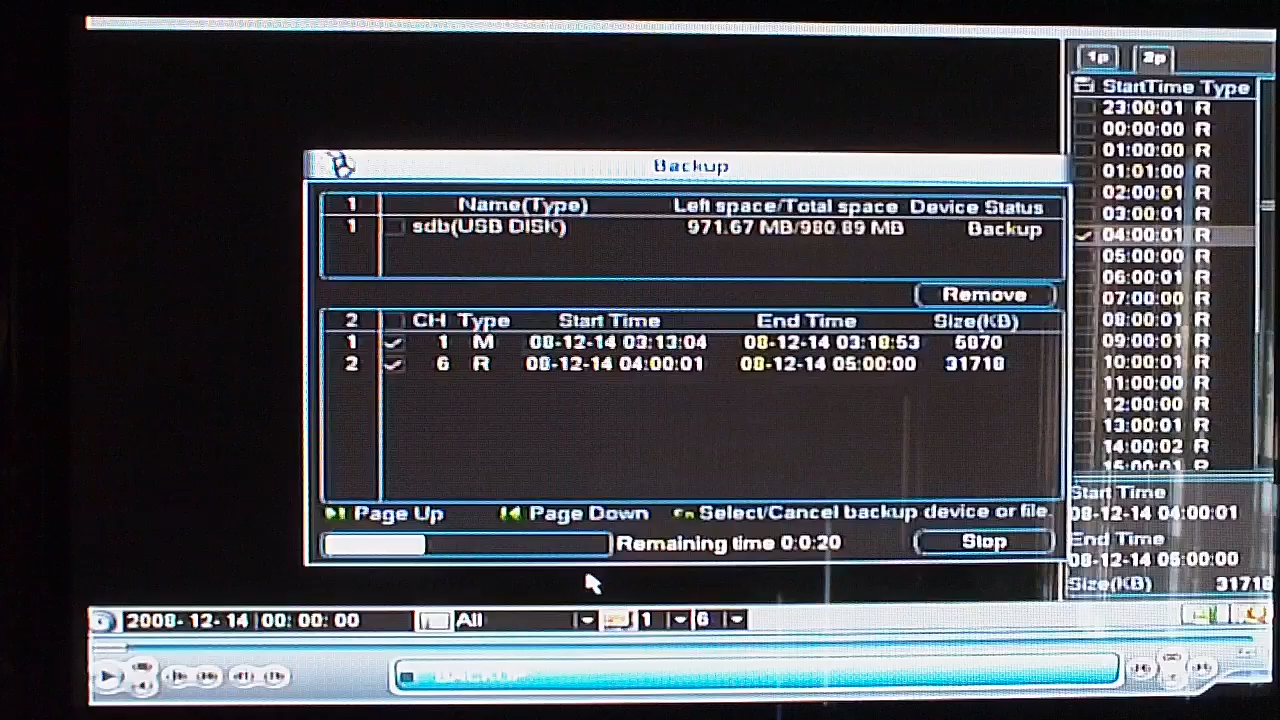 1p 2p
StartTime Type
23:00:01 R
00:00:00 R
01:00:00 R
01:01:00 R
02:00:01 R
03:00:01 R
04:00:01 R
05:00:00 R
06:00:01 R
07:00:00 R
08:00:01 R
09:00:01 R
10:00:01 R
11:00:00 R
12:00:00 R
13:00:01 R
14:00:02 R
15:00:01 R
Backup
1 Name(Type) Left space/Total space Device Status
1 sdb(USB DISK) 971.67 MB/980.89 MB Backup
Remove
2 CH Type Start Time End Time Size(KB)
1 1 M 08-12-14 03:13:04 08-12-14 03:18:53 5870
2 6 R 08-12-14 04:00:01 08-12-14 05:00:00 31718
Page Up Page Down Fn Select/Cancel backup device or file.
Remaining time 0:0:20 Stop
Start Time
08-12-14 04:00:01
End Time
08-12-14 05:00:00
Size(KB) 31718
2008-12-14 00:00:00 All 1 6